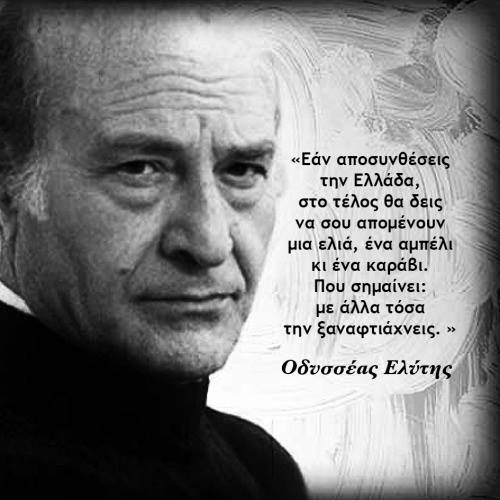 «Εάν αποσυνθέσεις
την Ελλάδα,
στο τέλος θα δεις
να σου απομένουν
μια ελιά, ένα αμπέλι
κι ένα καράβι.
Που σημαίνει:
με άλλα τόσα
την ξαναφτιάχνεις. »
Οδυσσέας Ελύτης